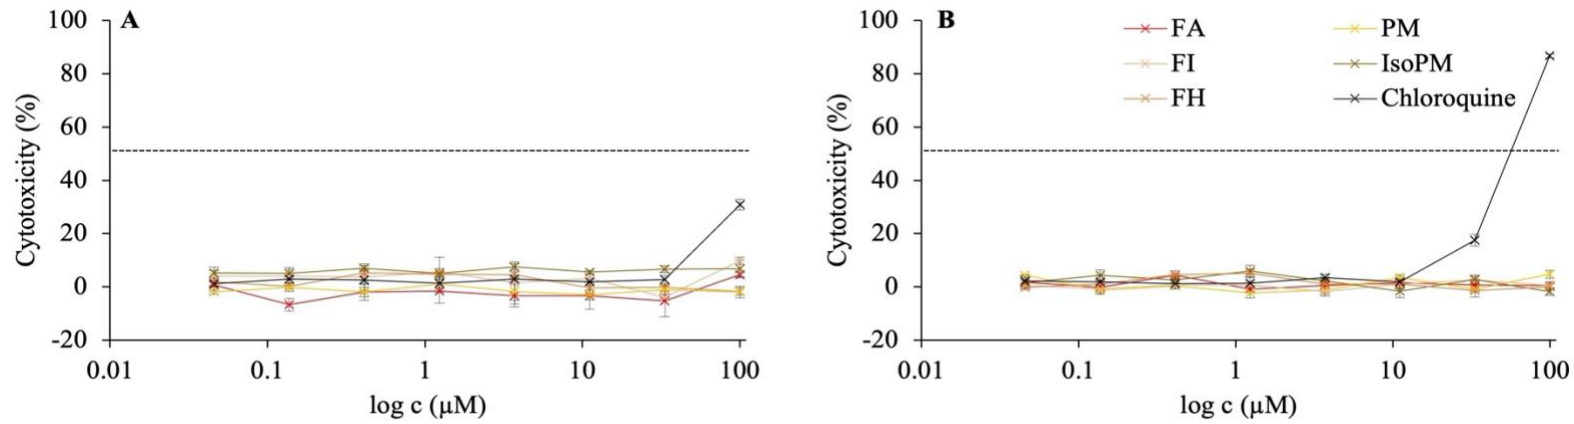 A
100
80
60
40
20
0
-20
Cytotoxicity (%)
0.01 0.1 1 10 100
log c (µM)
B
100
80
60
40
20
0
-20
Cytotoxicity (%)
0.01 0.1 1 10 100
log c (µM)
FA
FI
FH
PM
IsoPM
Chloroquine